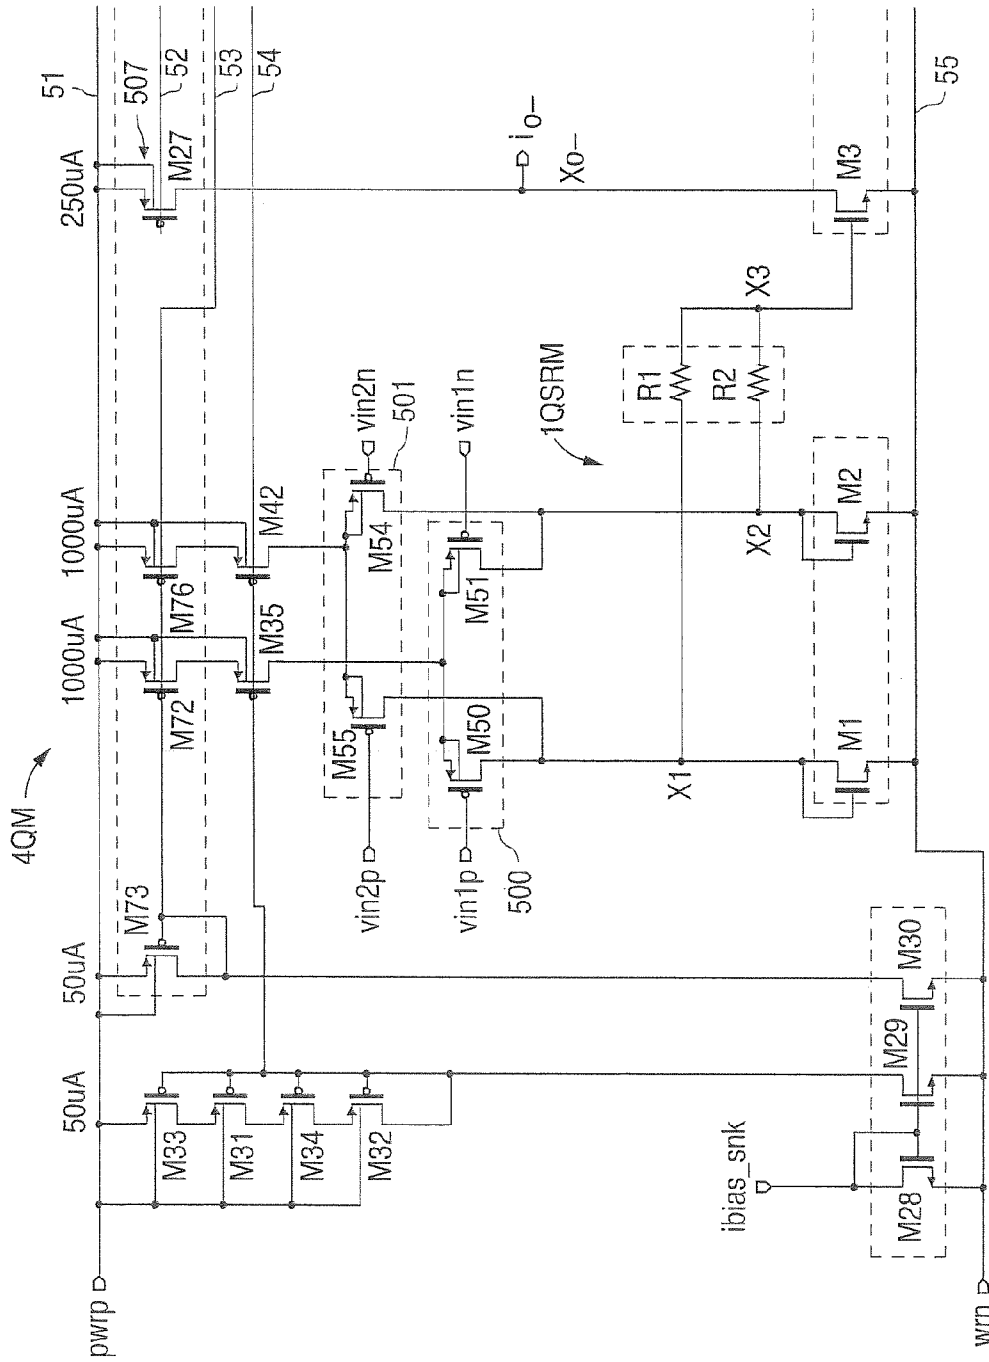 4QM
51
50uA
50uA
1000uA
1000uA
250uA
507
52
53
54
M73
M72
M76
M27
M33
M31
M34
M32
M35
M42
vin2p
vin1p
M55
M54
501
vin2n
M50
M51
vin1n
500
1QSRM
io-
Xo-
R1
R2
X3
X1
X2
M1
M2
M3
55
ibias_snk
M28
M29
M30
pwrp
wrn